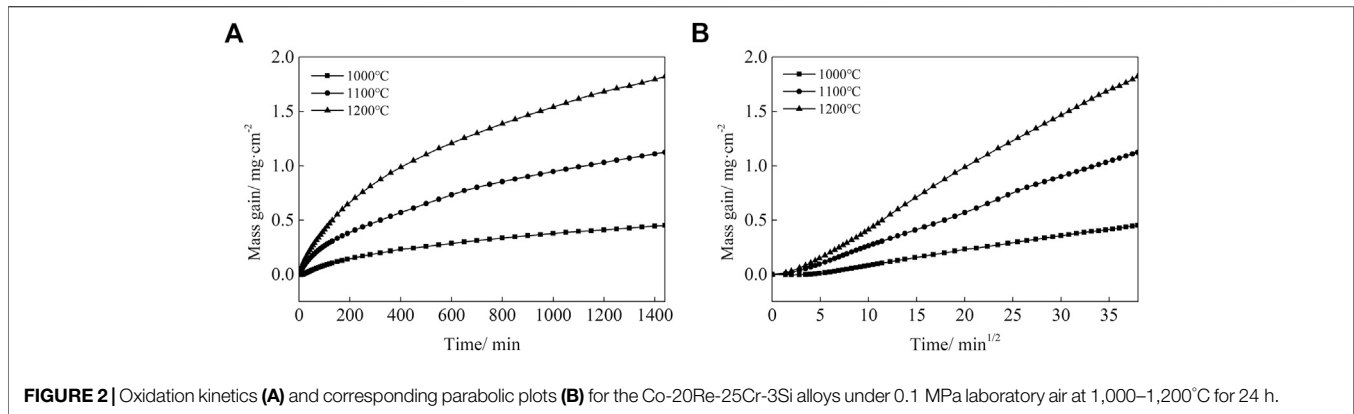 A
Mass gain/ mg·cm⁻²
2.0
1.5
1.0
0.5
0.0
1000℃
1100℃
1200℃
0 200 400 600 800 1000 1200 1400
Time/ min
B
Mass gain/ mg·cm⁻²
2.0
1.5
1.0
0.5
0.0
1000℃
1100℃
1200℃
0 5 10 15 20 25 30 35
Time/ min¹/²
FIGURE 2 | Oxidation kinetics (A) and corresponding parabolic plots (B) for the Co-20Re-25Cr-3Si alloys under 0.1 MPa laboratory air at 1,000–1,200°C for 24 h.